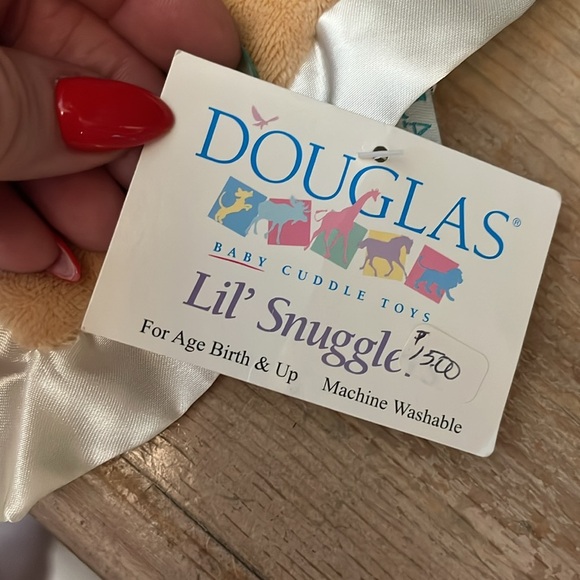 DOUGLAS®
BABY CUDDLE TOYS
Lil' Snuggle
$15.00
For Age Birth & Up Machine Washable